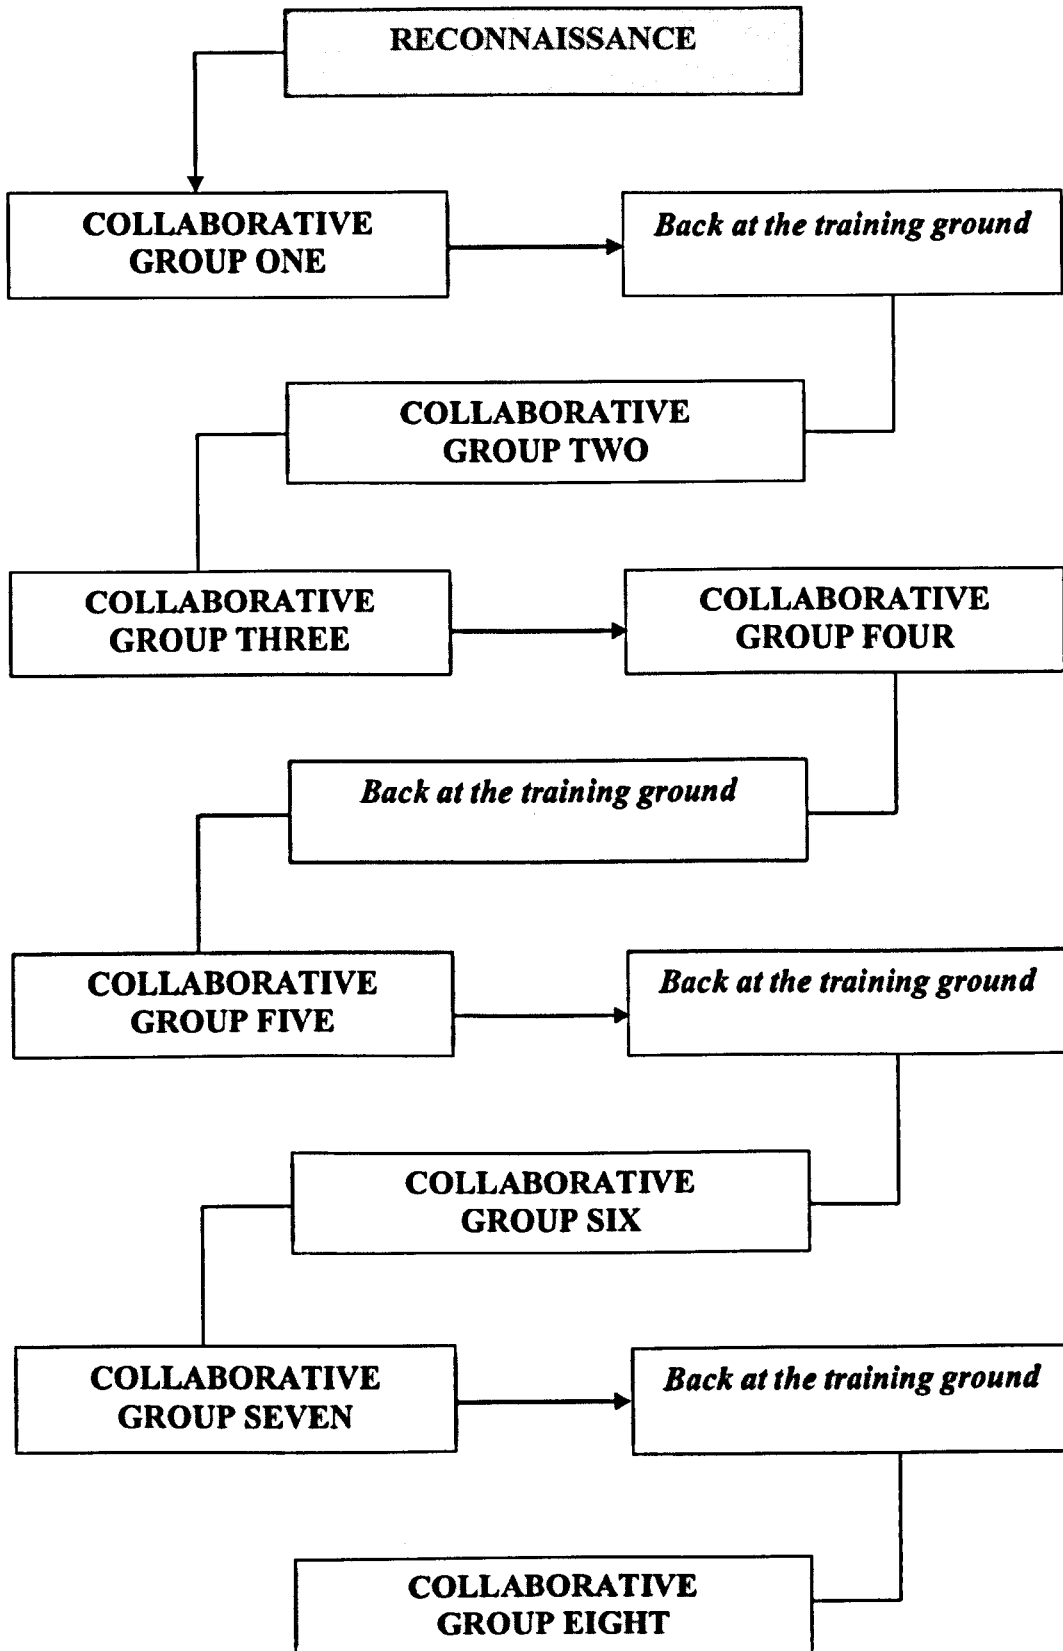 RECONNAISSANCE
COLLABORATIVE
GROUP ONE
Back at the training ground
COLLABORATIVE
GROUP TWO
COLLABORATIVE
GROUP THREE
COLLABORATIVE
GROUP FOUR
Back at the training ground
COLLABORATIVE
GROUP FIVE
Back at the training ground
COLLABORATIVE
GROUP SIX
COLLABORATIVE
GROUP SEVEN
Back at the training ground
COLLABORATIVE
GROUP EIGHT